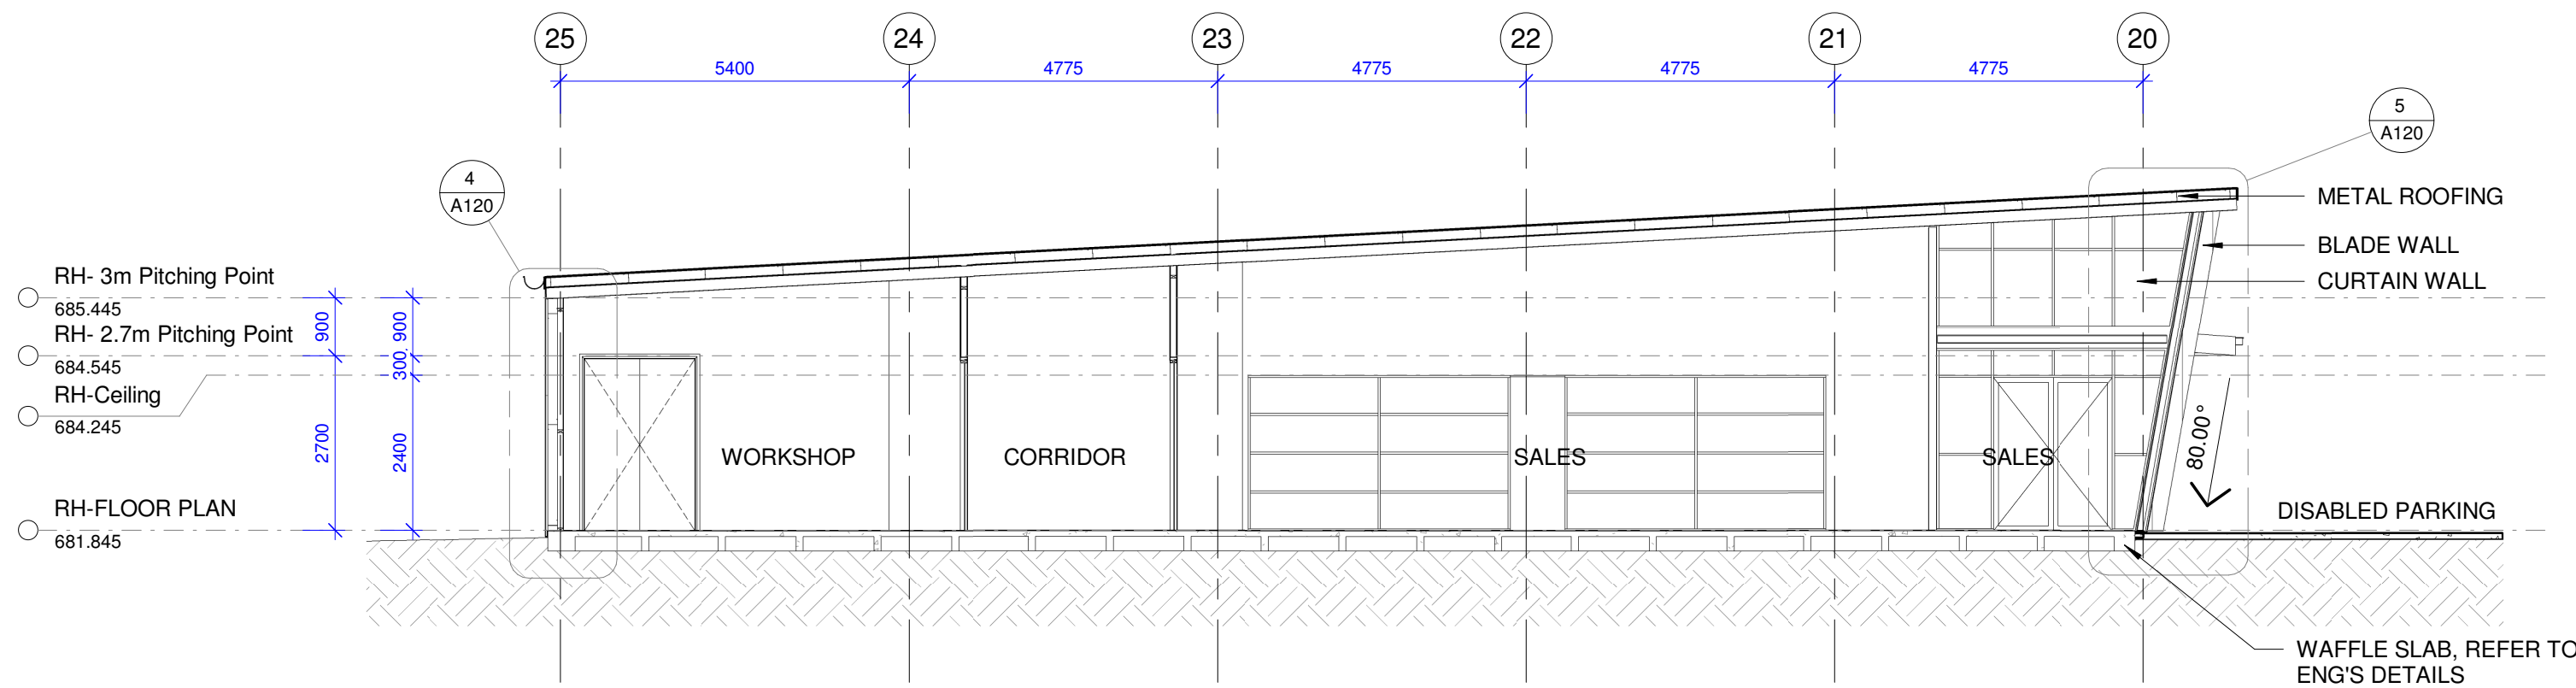 25
24
23
22
21
20
5400
4775
4775
4775
4775
5
A120
4
A120
METAL ROOFING
BLADE WALL
CURTAIN WALL
RH- 3m Pitching Point
685.445
RH- 2.7m Pitching Point
684.545
RH-Ceiling
684.245
RH-FLOOR PLAN
681.845
900
2700
900
300
2400
WORKSHOP
CORRIDOR
SALES
SALES
80.00°
DISABLED PARKING
WAFFLE SLAB, REFER TO
ENG'S DETAILS